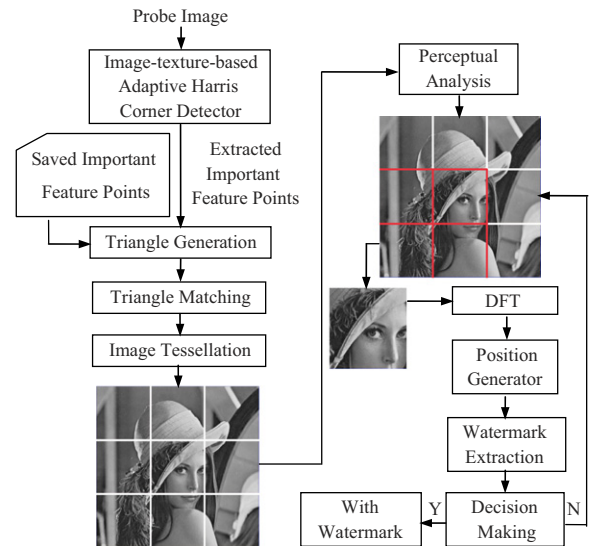 Probe Image
Image-texture-based
Adaptive Harris
Corner Detector
Saved Important
Feature Points
Extracted
Important
Feature Points
Triangle Generation
Triangle Matching
Image Tessellation
Perceptual
Analysis
DFT
Position
Generator
Watermark
Extraction
Decision
Making
N
Y
With
Watermark